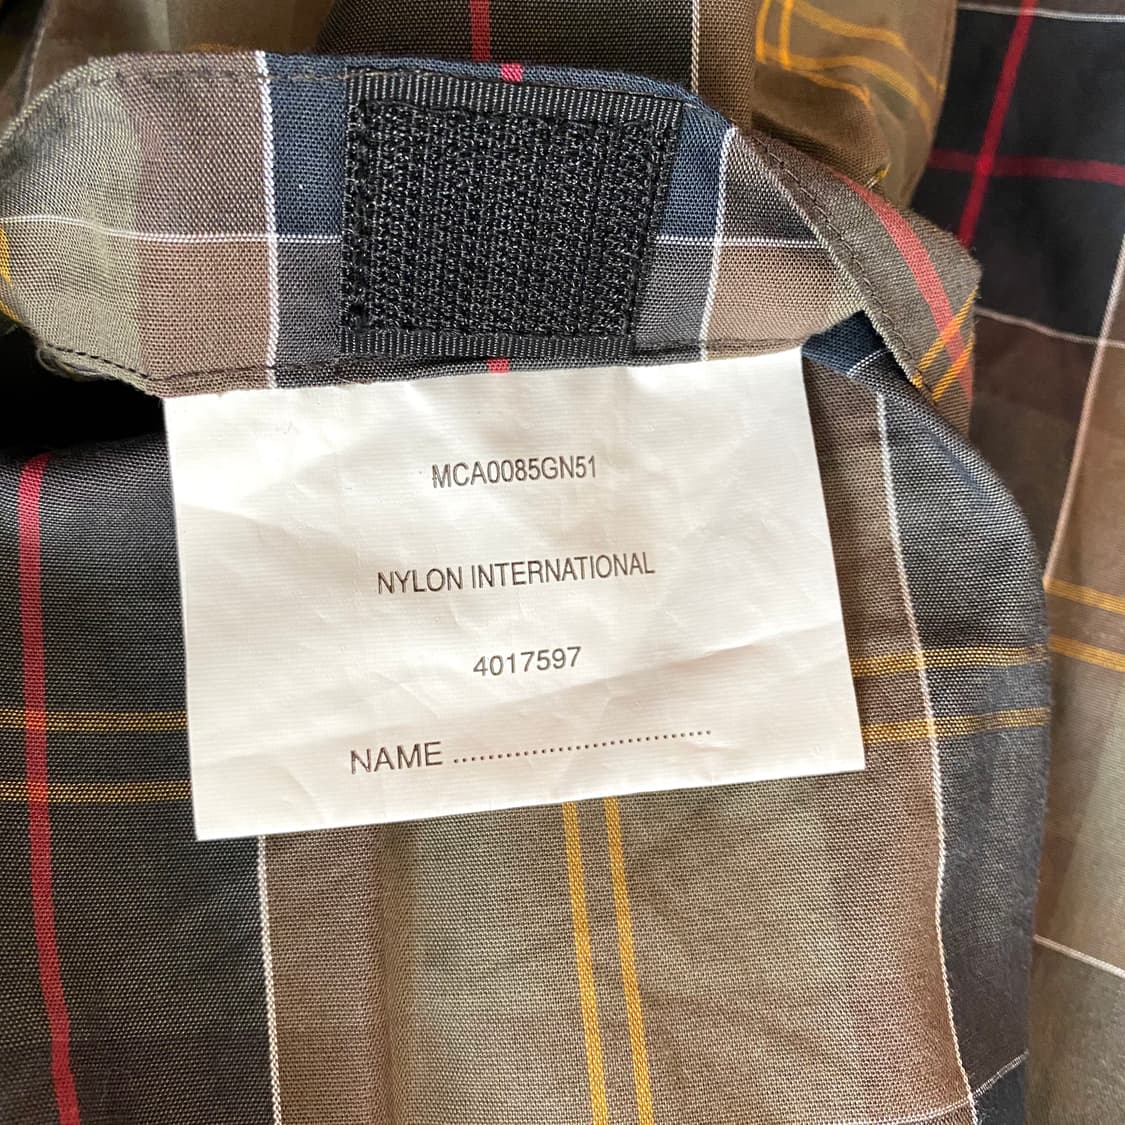 MCA0085GN51
NYLON INTERNATIONAL
4017597
NAME ..............................